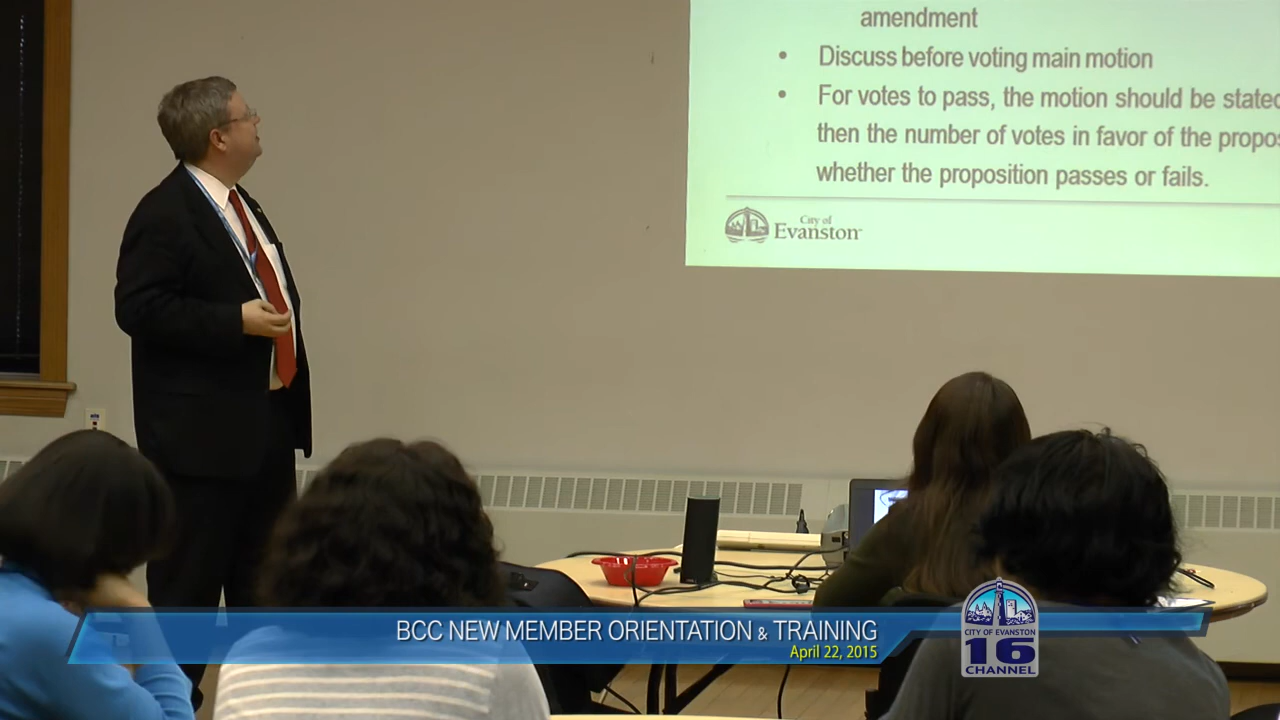 amendment
• Discuss before voting main motion
• For votes to pass, the motion should be stated
then the number of votes in favor of the propos
whether the proposition passes or fails.
City of
Evanston
BCC NEW MEMBER ORIENTATION & TRAINING
April 22, 2015
CITY OF EVANSTON
16
CHANNEL